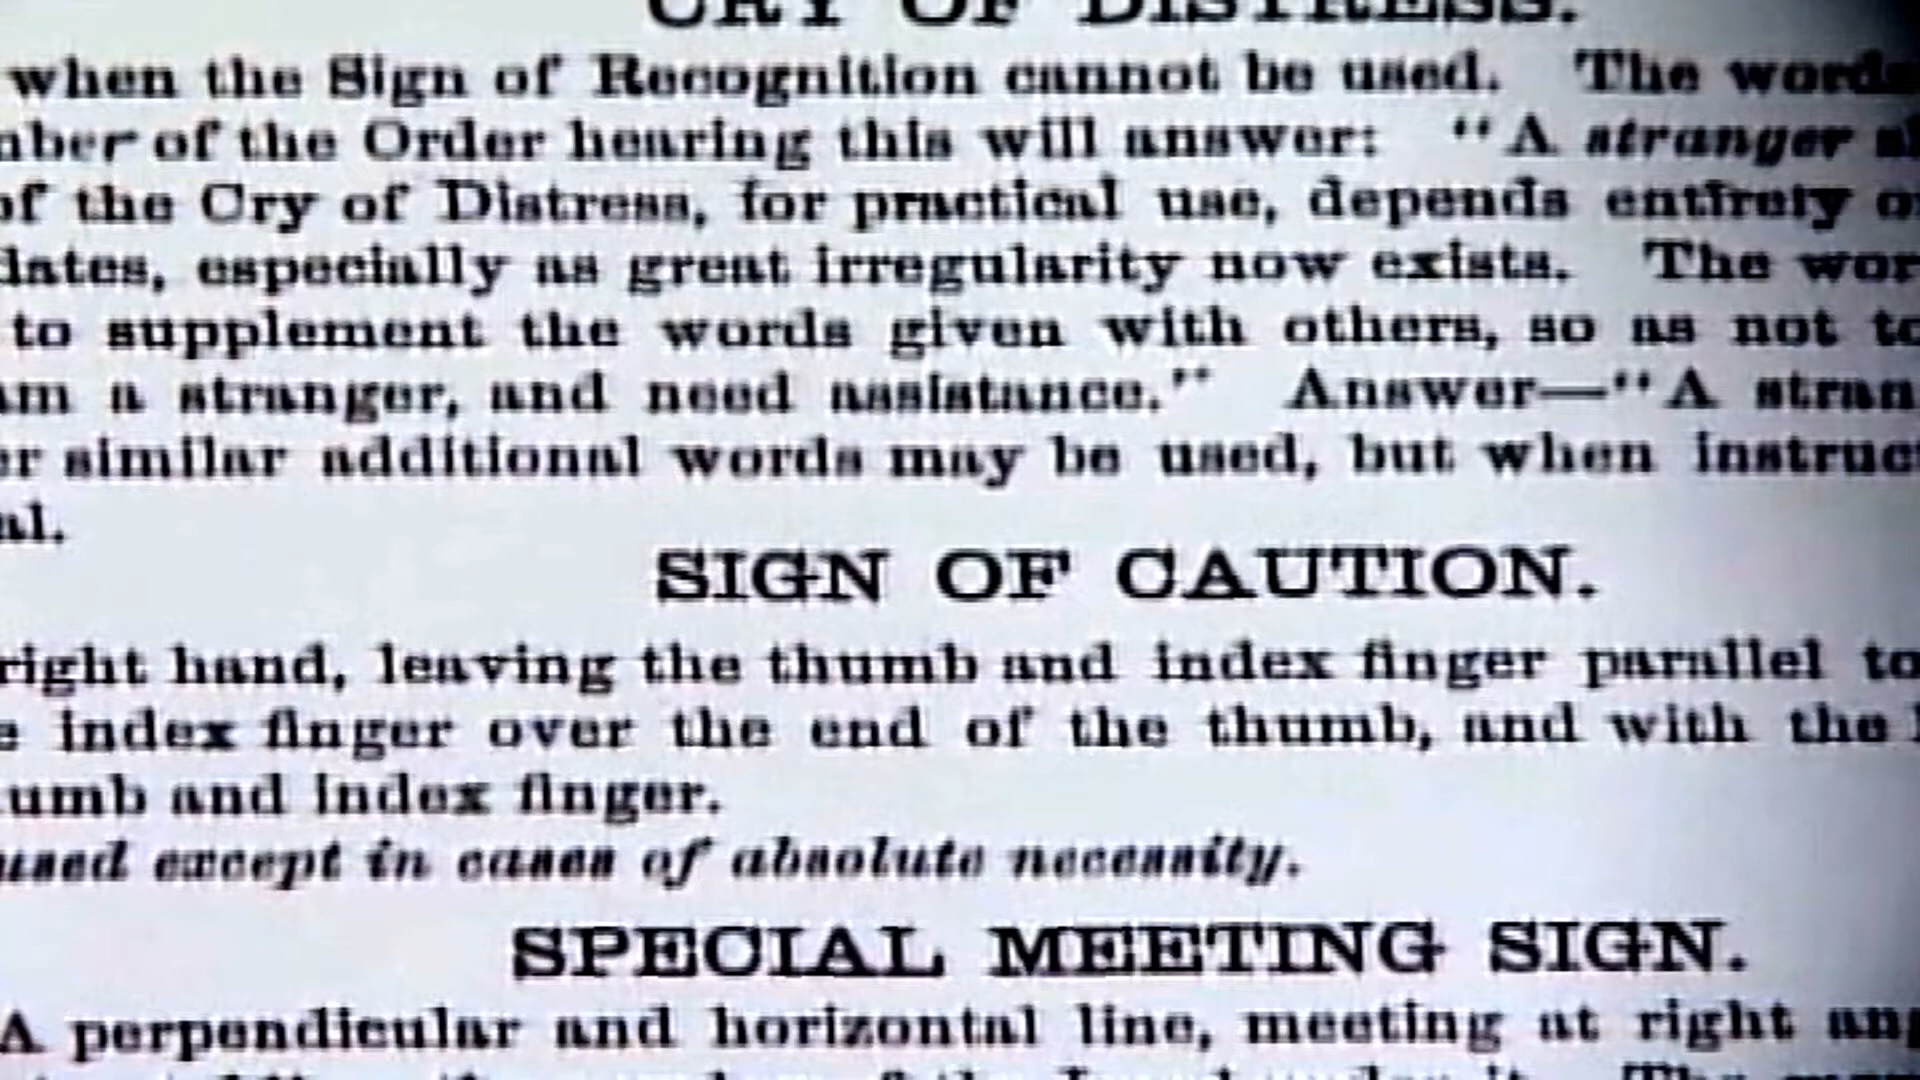 CRY OF DISTRESS.
when the Sign of Recognition cannot be used. The words
mber of the Order hearing this will answer: "A stranger
of the Cry of Distress, for practical use, depends entirely
dates, especially as great irregularity now exists. The wor
to supplement the words given with others, so as not to
am a stranger, and need assistance." Answer—"A stran
er similar additional words may be used, but when instruct
al.
SIGN OF CAUTION.
right hand, leaving the thumb and index finger parallel to
e index finger over the end of the thumb, and with the
umb and index finger.
used except in cases of absolute necessity.
SPECIAL MEETING SIGN.
A perpendicular and horizontal line, meeting at right ang